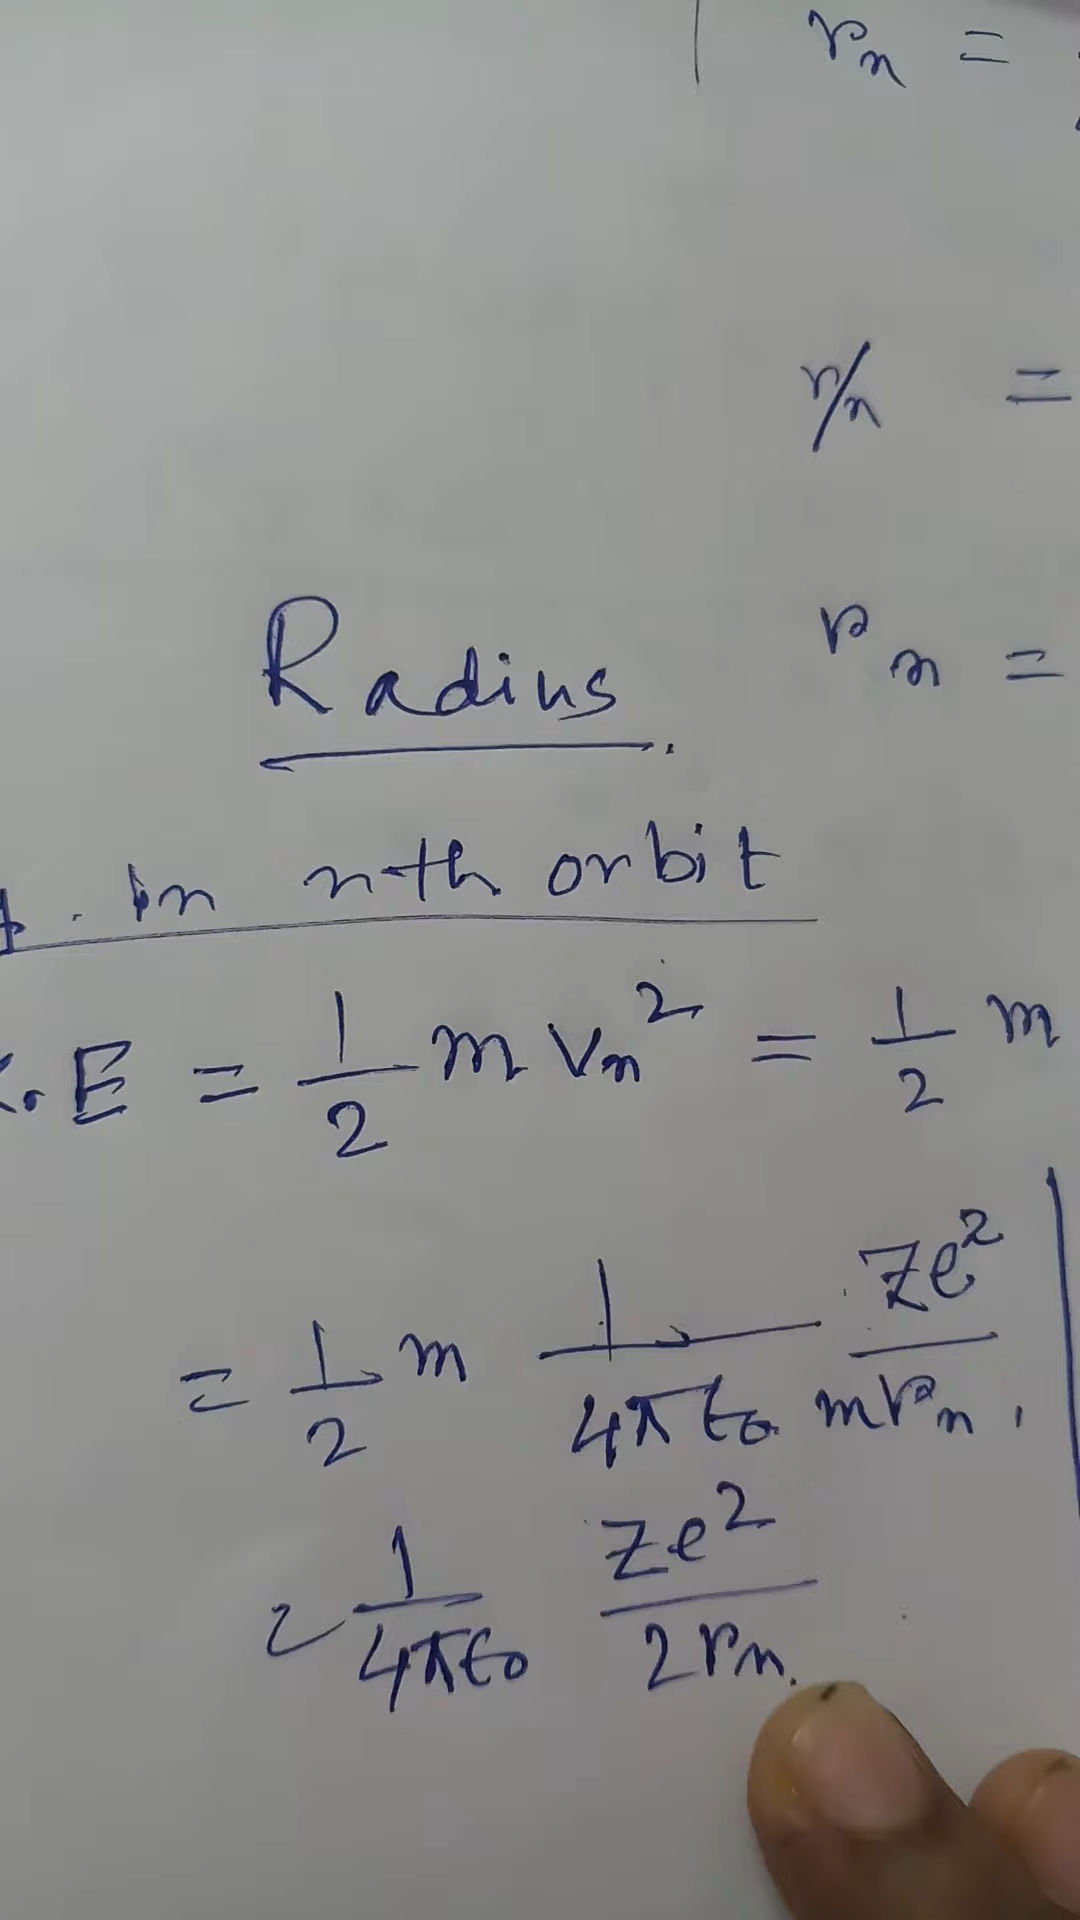 rₙ =
r/n =
Radius.
rₙ =
. in n-th orbit
K.E = 1/2 m vₙ² = 1/2 m
= 1/2 m 1/4πε₀ Ze²/mrₙ.
= 1/4πε₀ Ze²/2rₙ.